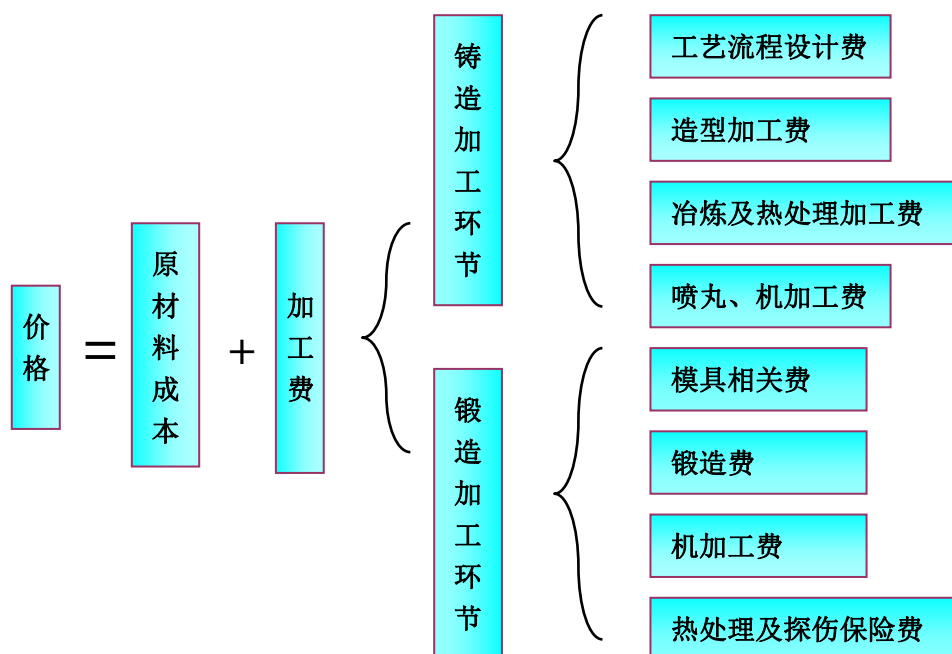 价格
=
原材料成本
+
加工费
铸造加工环节
工艺流程设计费
造型加工费
冶炼及热处理加工费
喷丸、机加工费
锻造加工环节
模具相关费
锻造费
机加工费
热处理及探伤保险费